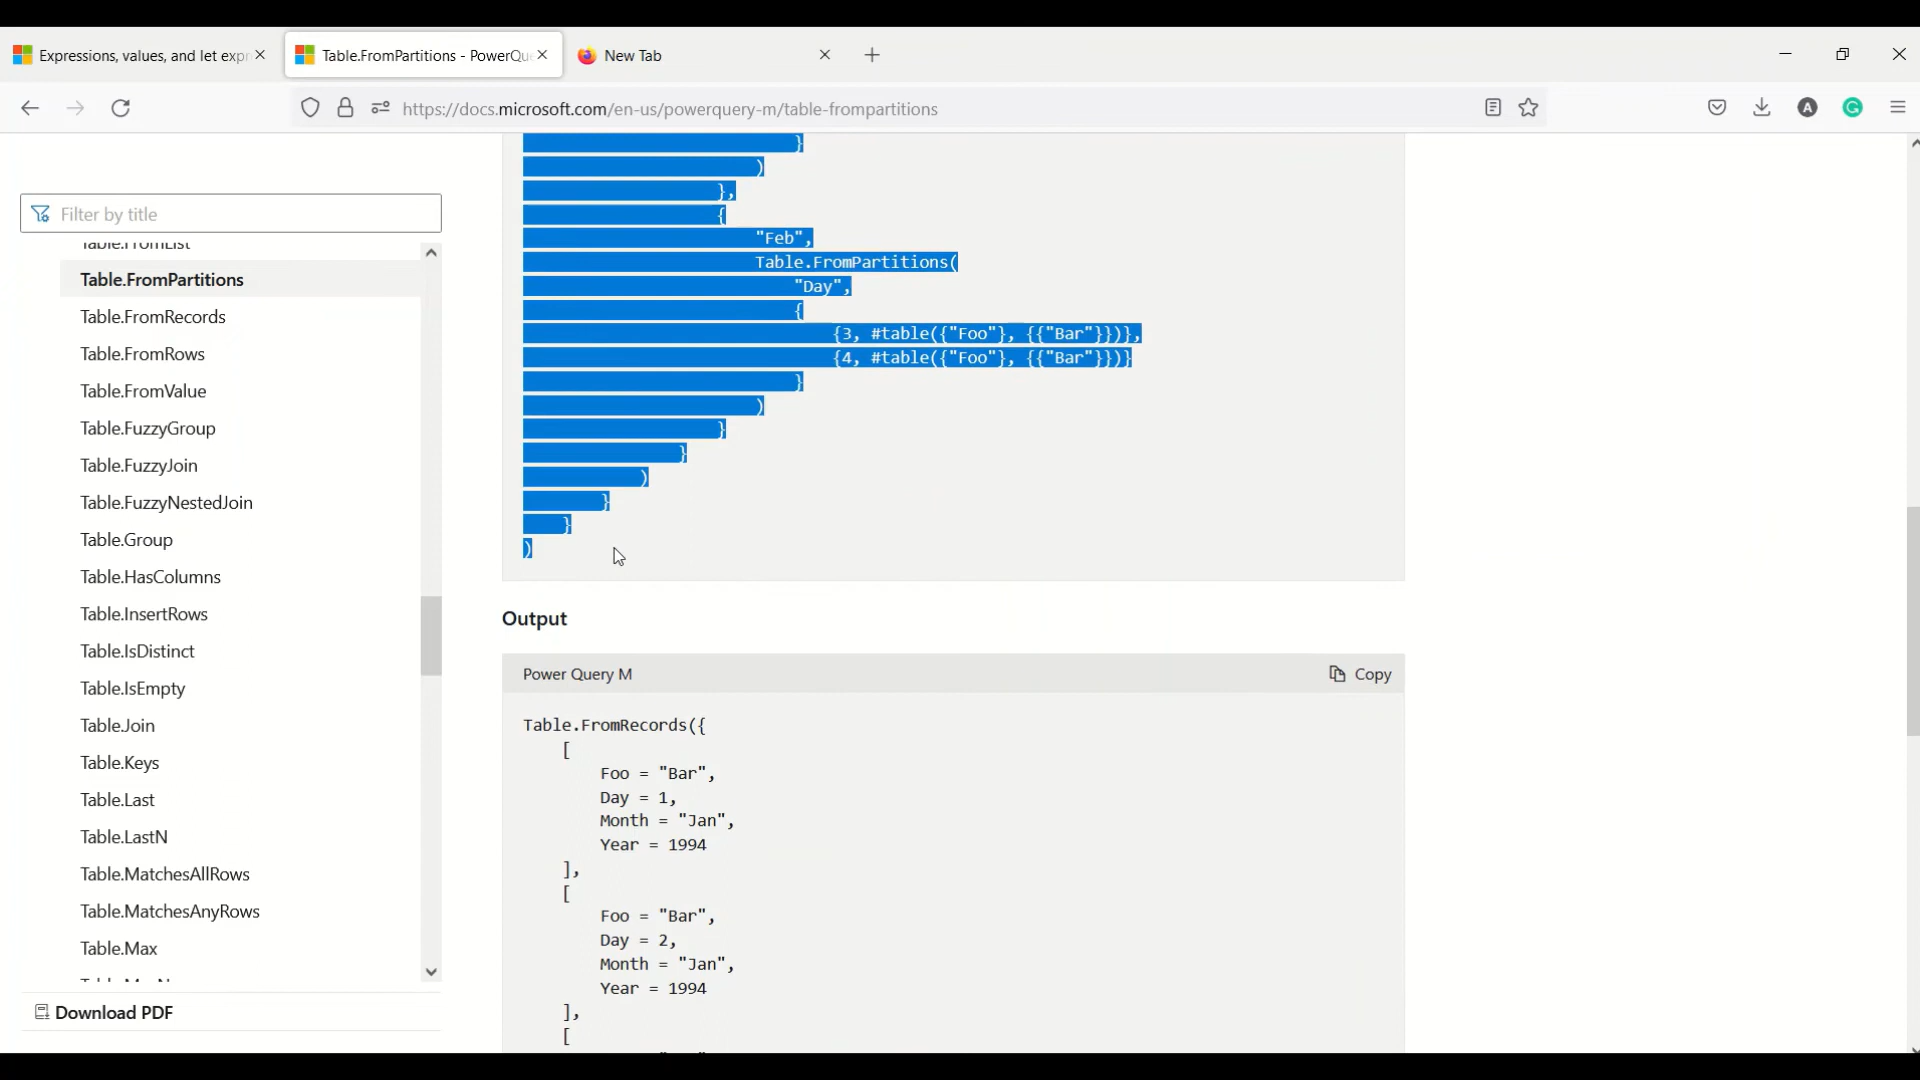 Expressions, values, and let expr
Table.FromPartitions - PowerQu
New Tab
https://docs.microsoft.com/en-us/powerquery-m/table-frompartitions
A
G
Filter by title
Table.FromList
Table.FromPartitions
Table.FromRecords
Table.FromRows
Table.FromValue
Table.FuzzyGroup
Table.FuzzyJoin
Table.FuzzyNestedJoin
Table.Group
Table.HasColumns
Table.InsertRows
Table.IsDistinct
Table.IsEmpty
Table.Join
Table.Keys
Table.Last
Table.LastN
Table.MatchesAllRows
Table.MatchesAnyRows
Table.Max
Download PDF
}
)
},
{
"Feb",
Table.FromPartitions(
"Day",
{
{3, #table({"Foo"}, {{"Bar"}})},
{4, #table({"Foo"}, {{"Bar"}})}
}
)
}
}
)
}
}
)
Output
Power Query M
Copy
Table.FromRecords({
[
Foo = "Bar",
Day = 1,
Month = "Jan",
Year = 1994
],
[
Foo = "Bar",
Day = 2,
Month = "Jan",
Year = 1994
],
[